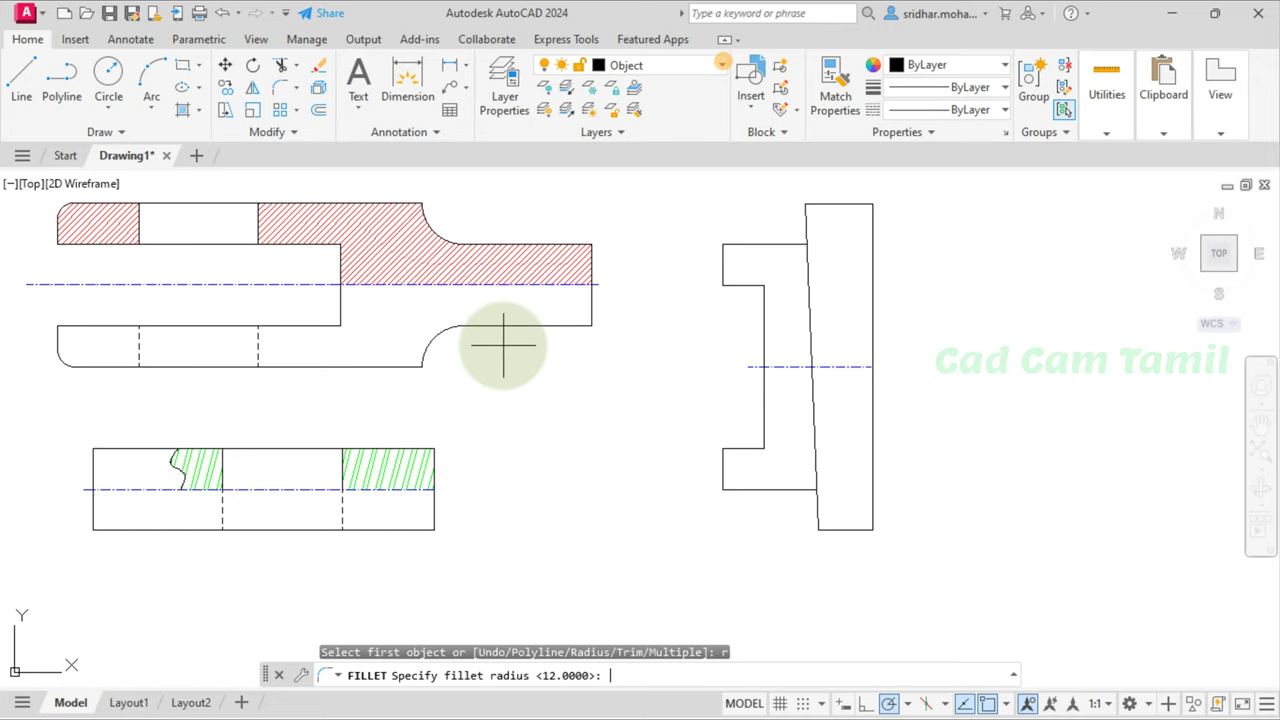 A
Share
Autodesk AutoCAD 2024
Drawing1.dwg
Type a keyword or phrase
sridhar.moha...
Home
Insert
Annotate
Parametric
View
Manage
Output
Add-ins
Collaborate
Express Tools
Featured Apps
Line
Polyline
Circle
Arc
Text
Dimension
Layer
Properties
Object
Insert
Match
Properties
ByLayer
ByLayer
ByLayer
Group
Utilities
Clipboard
View
Draw
Modify
Annotation
Layers
Block
Properties
Groups
Start
Drawing1*
[−][Top][2D Wireframe]
N
W
TOP
E
S
WCS
Cad Cam Tamil
Y
X
Select first object or [Undo/Polyline/Radius/Trim/Multiple]: r
FILLET Specify fillet radius <12.0000>:
Model
Layout1
Layout2
MODEL
1:1